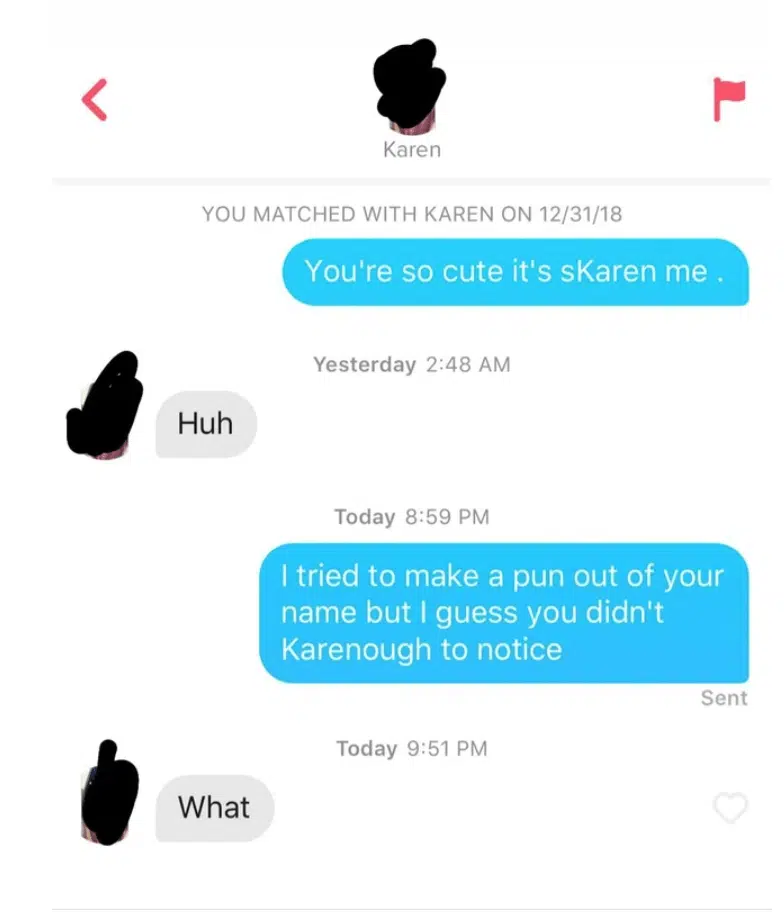 Karen
YOU MATCHED WITH KAREN ON 12/31/18
You're so cute it's sKaren me .
Yesterday 2:48 AM
Huh
Today 8:59 PM
I tried to make a pun out of your
name but I guess you didn't
Karenough to notice
Sent
Today 9:51 PM
What